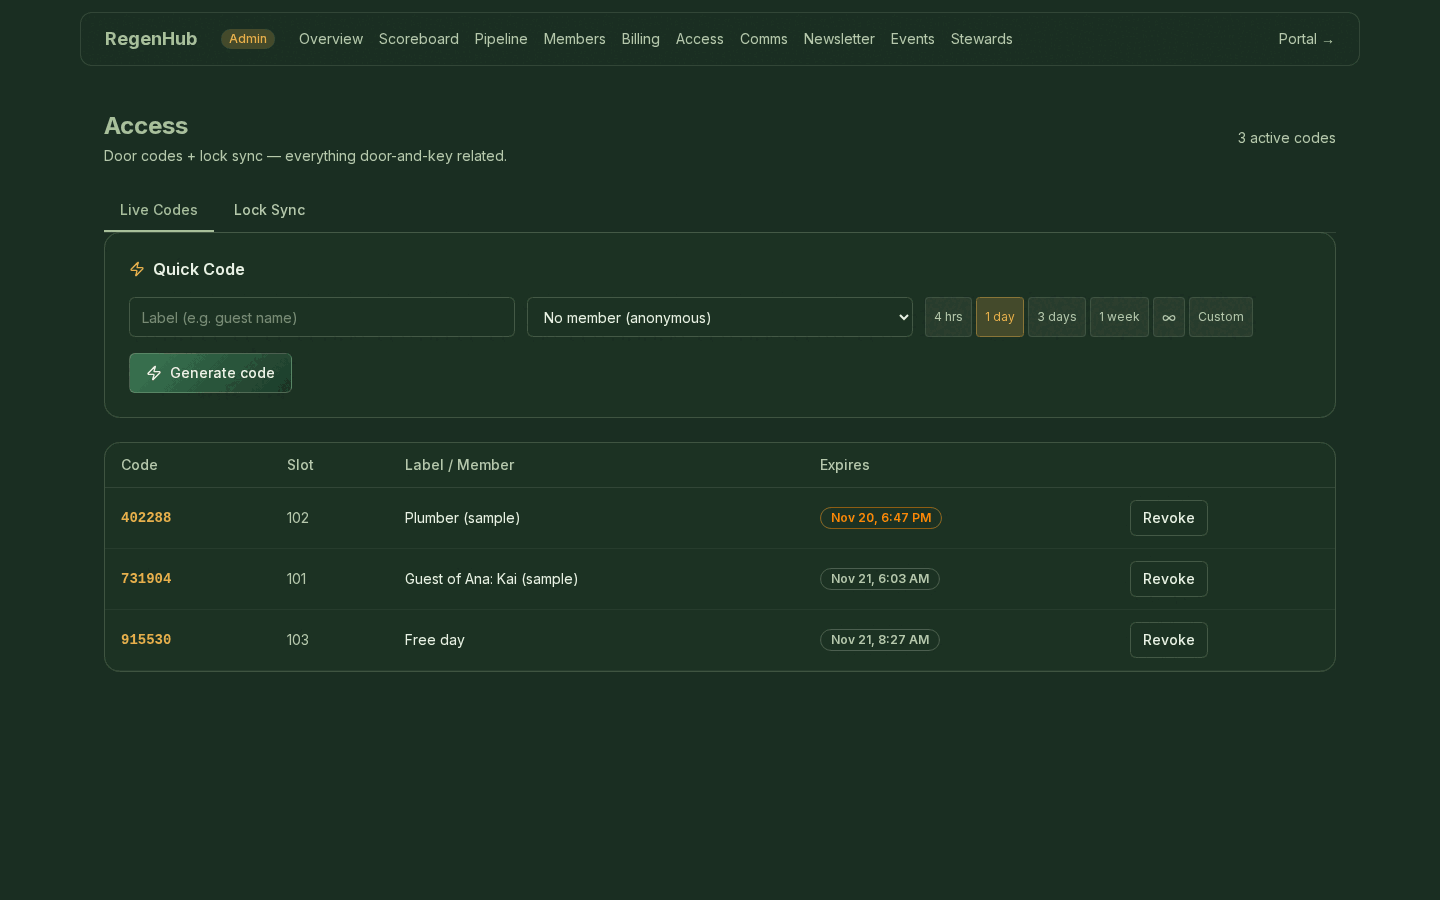 RegenHub Admin Overview Scoreboard Pipeline Members Billing Access Comms Newsletter Events Stewards Portal →
Access
Door codes + lock sync — everything door-and-key related.
3 active codes
Live Codes Lock Sync
Quick Code
Label (e.g. guest name) No member (anonymous) 4 hrs 1 day 3 days 1 week ∞ Custom
Generate code
Code Slot Label / Member Expires
402288 102 Plumber (sample) Nov 20, 6:47 PM Revoke
731904 101 Guest of Ana: Kai (sample) Nov 21, 6:03 AM Revoke
915530 103 Free day Nov 21, 8:27 AM Revoke